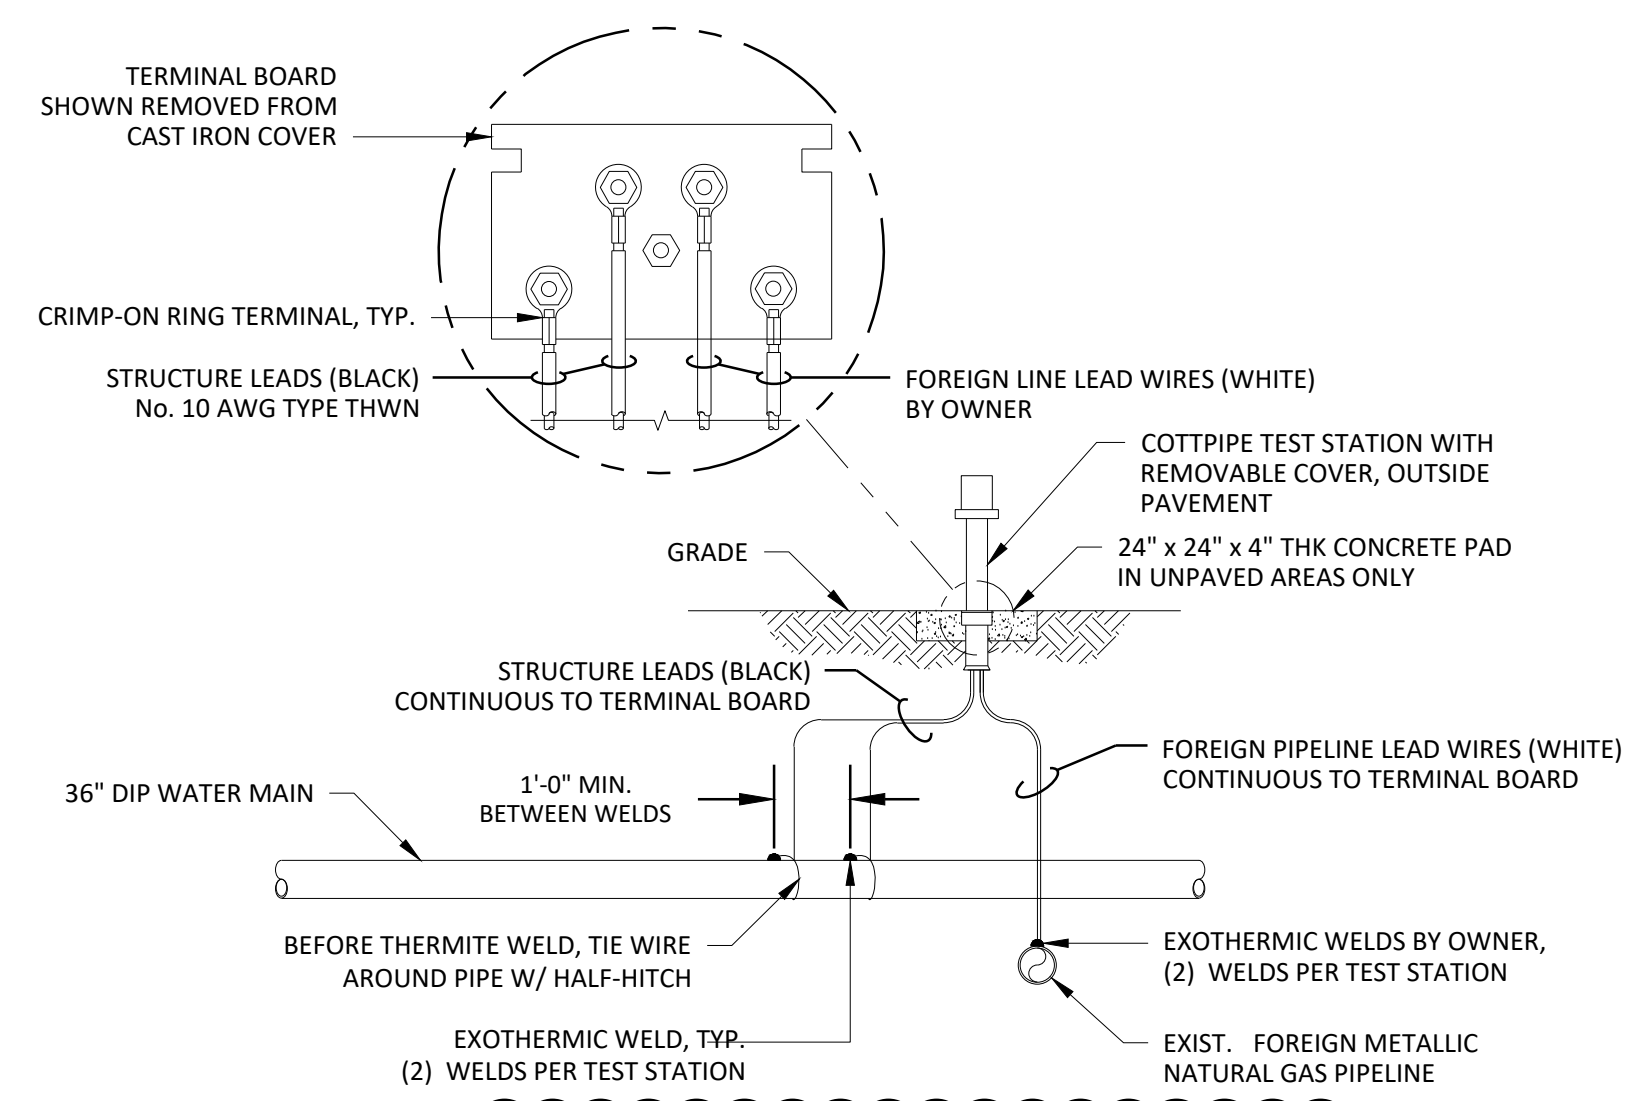 TERMINAL BOARD
SHOWN REMOVED FROM
CAST IRON COVER
CRIMP-ON RING TERMINAL, TYP.
STRUCTURE LEADS (BLACK)
No. 10 AWG TYPE THWN
FOREIGN LINE LEAD WIRES (WHITE)
BY OWNER
COTTPIPE TEST STATION WITH
REMOVABLE COVER, OUTSIDE
PAVEMENT
GRADE
24" x 24" x 4" THK CONCRETE PAD
IN UNPAVED AREAS ONLY
STRUCTURE LEADS (BLACK)
CONTINUOUS TO TERMINAL BOARD
FOREIGN PIPELINE LEAD WIRES (WHITE)
CONTINUOUS TO TERMINAL BOARD
36" DIP WATER MAIN
1'-0" MIN.
BETWEEN WELDS
BEFORE THERMITE WELD, TIE WIRE
AROUND PIPE W/ HALF-HITCH
EXOTHERMIC WELDS BY OWNER,
(2) WELDS PER TEST STATION
EXOTHERMIC WELD, TYP.
(2) WELDS PER TEST STATION
EXIST. FOREIGN METALLIC
NATURAL GAS PIPELINE